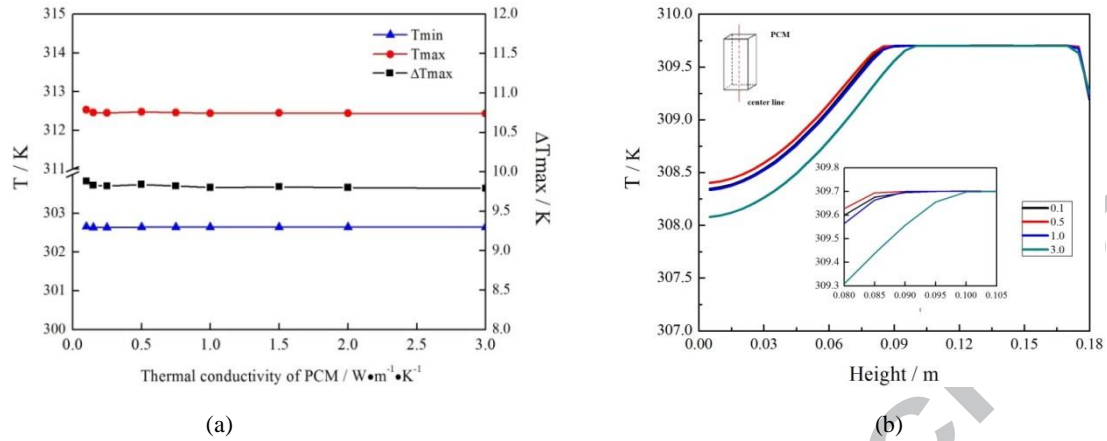 315
314
313
312
311
303
302
301
300
T / K
Tmin
Tmax
ΔTmax
12.0
11.5
11.0
10.5
10.0
9.5
9.0
8.5
8.0
ΔTmax / K
0.0 0.5 1.0 1.5 2.0 2.5 3.0
Thermal conductivity of PCM / W•m⁻¹•K⁻¹
(a)
310.0
309.5
309.0
308.5
308.0
307.5
307.0
T / K
PCM
center line
309.8
309.7
309.6
309.5
309.4
309.3
0.080 0.085 0.090 0.095 0.100 0.105
0.1
0.5
1.0
3.0
0.00 0.03 0.06 0.09 0.12 0.15 0.18
Height / m
(b)